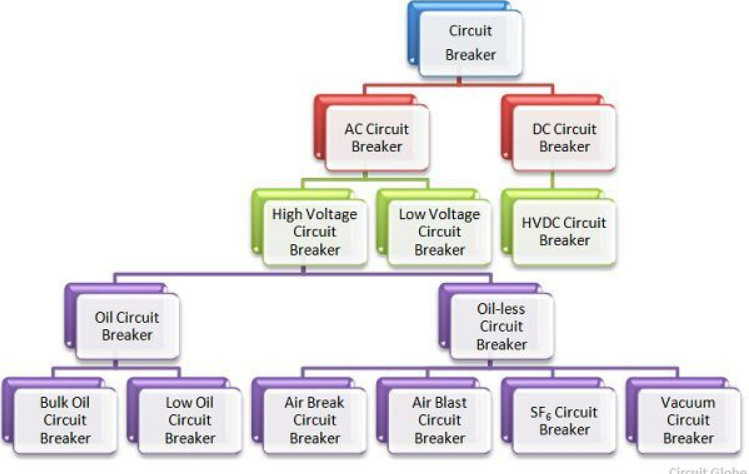 Circuit
Breaker
AC Circuit
Breaker
DC Circuit
Breaker
High Voltage
Circuit
Breaker
Low Voltage
Circuit
Breaker
HVDC Circuit
Breaker
Oil Circuit
Breaker
Oil-less
Circuit
Breaker
Bulk Oil
Circuit
Breaker
Low Oil
Circuit
Breaker
Air Break
Circuit
Breaker
Air Blast
Circuit
Breaker
SF₆ Circuit
Breaker
Vacuum
Circuit
Breaker
Circuit Globe